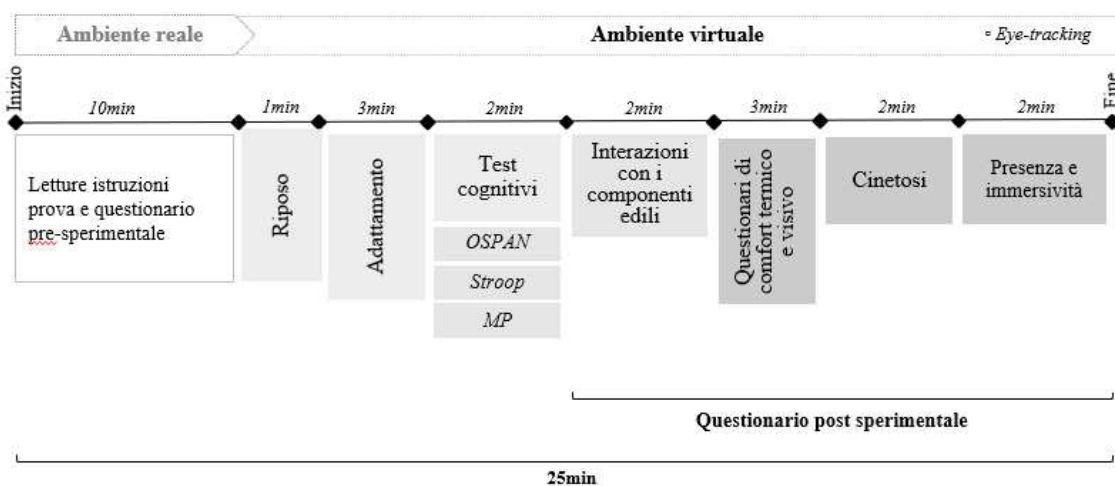 Ambiente reale
Ambiente virtuale
▫ Eye-tracking
Inizio
10min
1min
3min
2min
2min
3min
2min
2min
Fine
Letture istruzioni
prova e questionario
pre-sperimentale
Riposo
Adattamento
Test
cognitivi
OSPAN
Stroop
MP
Interazioni
con i
componenti
edili
Questionari di
comfort termico
e visivo
Cinetosi
Presenza e
immersività
Questionario post sperimentale
25min